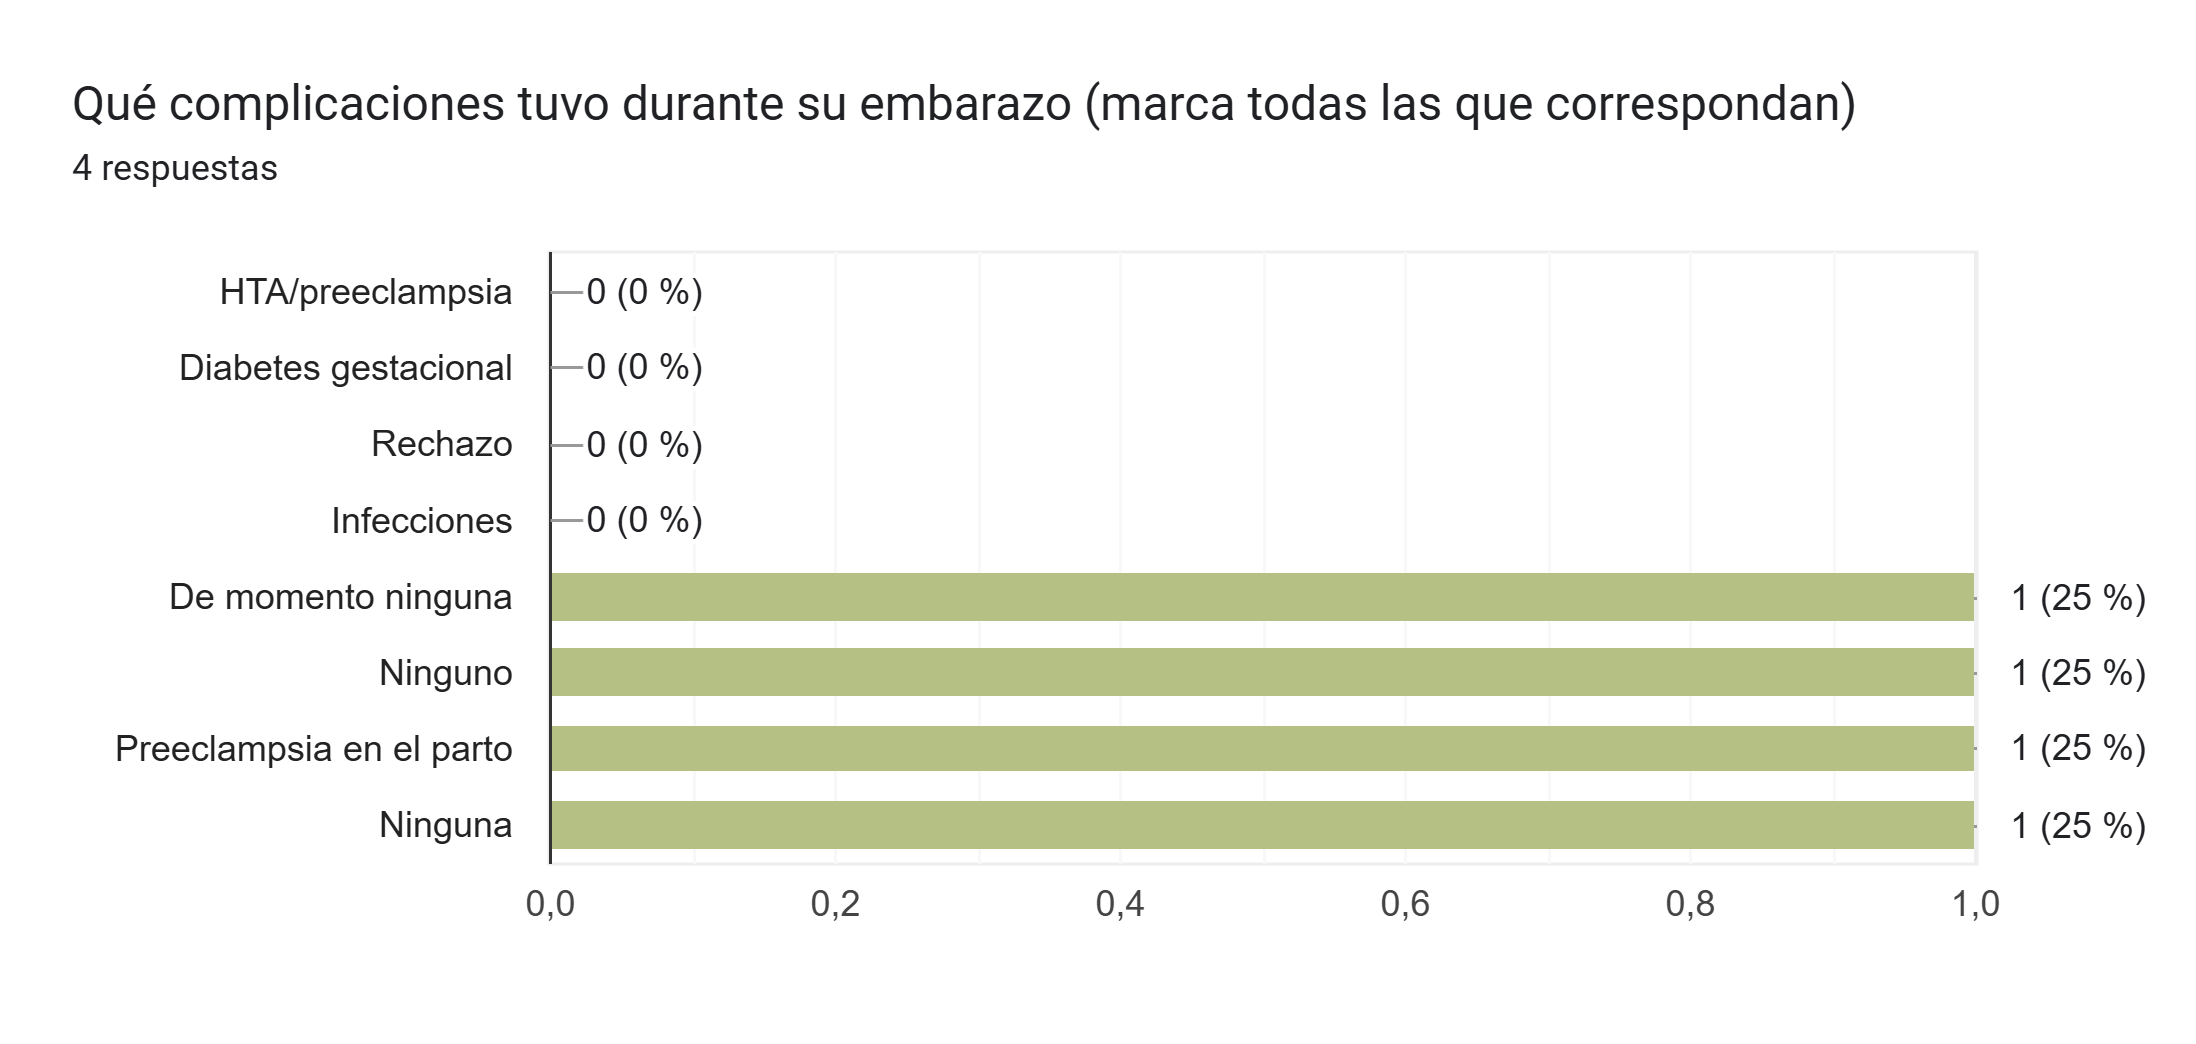 Qué complicaciones tuvo durante su embarazo (marca todas las que correspondan)
4 respuestas
HTA/preeclampsia 0 (0 %)
Diabetes gestacional 0 (0 %)
Rechazo 0 (0 %)
Infecciones 0 (0 %)
De momento ninguna 1 (25 %)
Ninguno 1 (25 %)
Preeclampsia en el parto 1 (25 %)
Ninguna 1 (25 %)
0,0 0,2 0,4 0,6 0,8 1,0